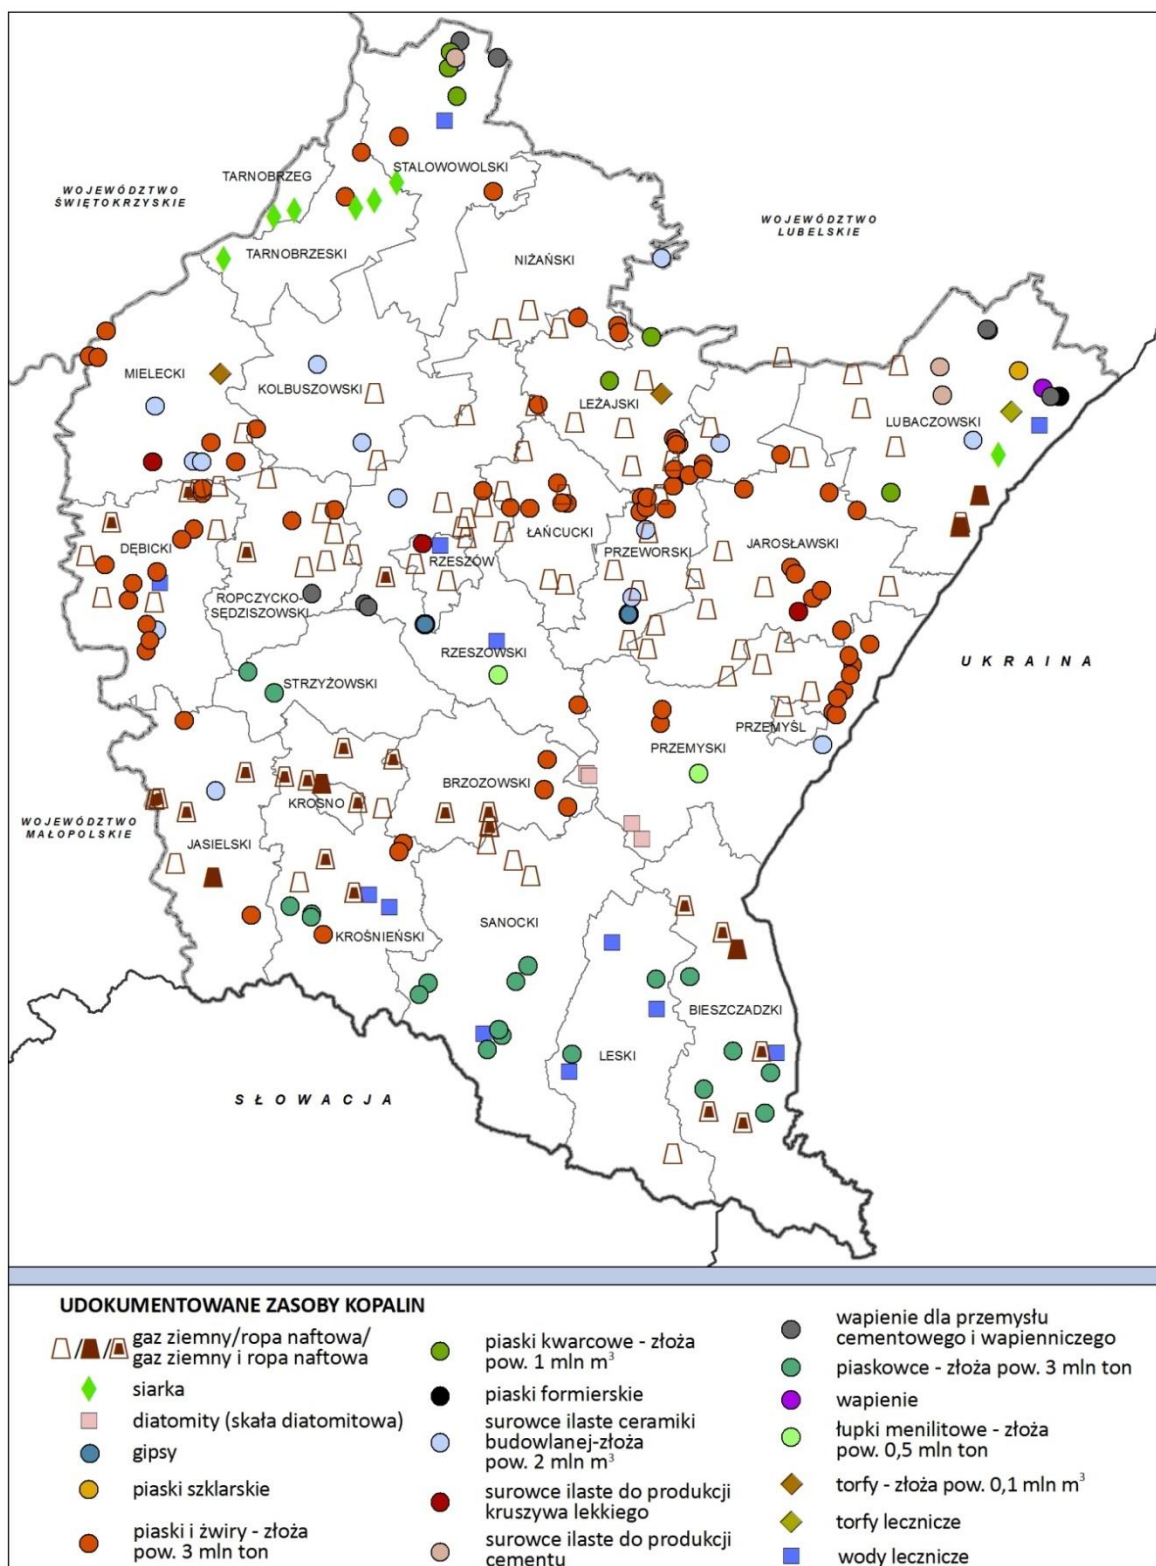 STALOWOWOLSKI
TARNOBRZEG
WOJEWÓDZTWO
ŚWIĘTOKRZYSKIE
WOJEWÓDZTWO
LUBELSKIE
TARNOBRZESKI
NIŻAŃSKI
MIELECKI
KOLBUSZOWSKI
LEŻAJSKI
LUBACZOWSKI
ŁAŃCUCKI
DĘBICKI
RZESZÓW
PRZEWORSKI
JAROSŁAWSKI
ROPCZYCKO-
SĘDZISZOWSKI
RZESZOWSKI
UKRAINA
STRZYŻOWSKI
PRZEMYŚL
PRZEMYSKI
BRZOZOWSKI
KROSNO
WOJEWÓDZTWO
MAŁOPOLSKIE
JASIELSKI
SANOCKI
KROŚNIEŃSKI
BIESZCZADZKI
LESKI
SŁOWACJA
UDOKUMENTOWANE ZASOBY KOPALIN
gaz ziemny/ropa naftowa/
gaz ziemny i ropa naftowa
siarka
diatomity (skała diatomitowa)
gipsy
piaski szklarskie
piaski i żwiry - złoża
pow. 3 mln ton
piaski kwarcowe - złoża
pow. 1 mln m³
piaski formierskie
surowce ilaste ceramiki
budowlanej-złoża
pow. 2 mln m³
surowce ilaste do produkcji
kruszywa lekkiego
surowce ilaste do produkcji
cementu
wapienie dla przemysłu
cementowego i wapienniczego
piaskowce - złoża pow. 3 mln ton
wapienie
łupki menilitowe - złoża
pow. 0,5 mln ton
torfy - złoża pow. 0,1 mln m³
torfy lecznicze
wody lecznicze